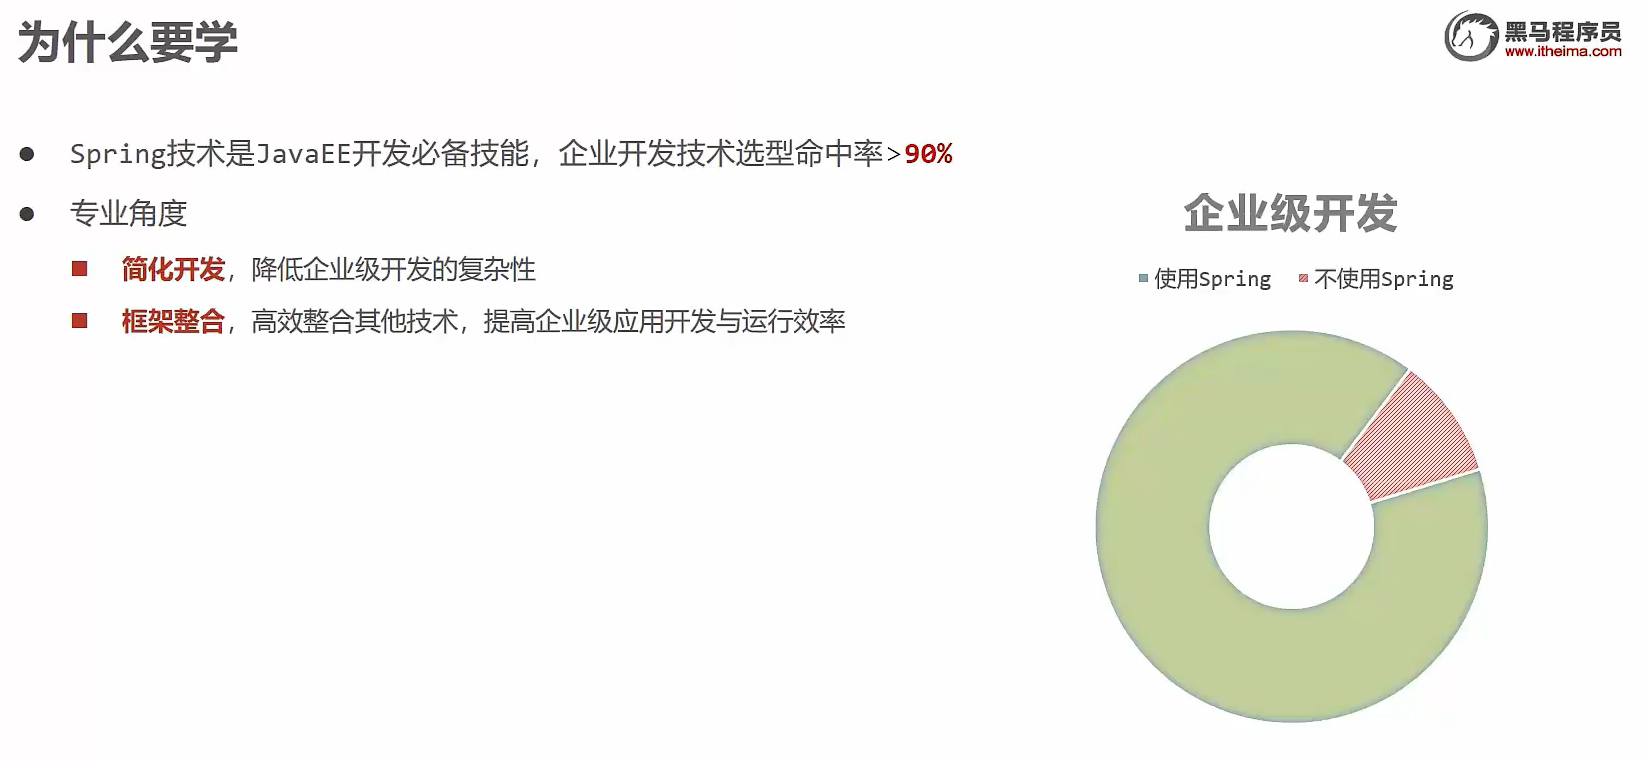 为什么要学
黑马程序员
www.itheima.com
● Spring技术是JavaEE开发必备技能，企业开发技术选型命中率>90%
● 专业角度
■ 简化开发，降低企业级开发的复杂性
■ 框架整合，高效整合其他技术，提高企业级应用开发与运行效率
企业级开发
使用Spring 不使用Spring